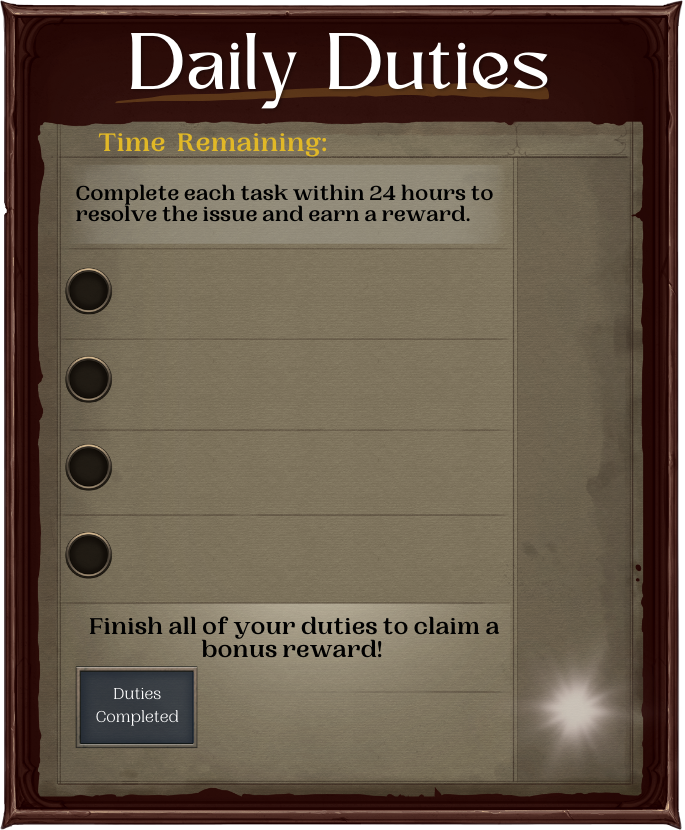 Daily Duties
Time Remaining:
Complete each task within 24 hours to
resolve the issue and earn a reward.
Finish all of your duties to claim a
bonus reward!
Duties
Completed